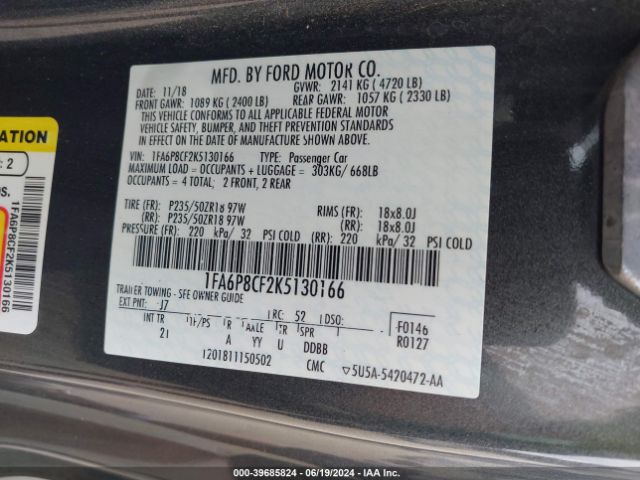 MFD. BY FORD MOTOR CO.
DATE: 11/18 GVWR: 2141 KG ( 4720 LB)
FRONT GAWR: 1089 KG ( 2400 LB) REAR GAWR: 1057 KG ( 2330 LB)
THIS VEHICLE CONFORMS TO ALL APPLICABLE FEDERAL MOTOR
VEHICLE SAFETY, BUMPER, AND THEFT PREVENTION STANDARDS
IN EFFECT ON THE DATE OF MANUFACTURE SHOWN ABOVE.
VIN: 1FA6P8CF2K5130166 TYPE: Passenger Car
MAXIMUM LOAD = OCCUPANTS + LUGGAGE = 303KG/ 668LB
OCCUPANTS = 4 TOTAL; 2 FRONT, 2 REAR
TIRE (FR): P235/50ZR18 97W RIMS (FR): 18x8.0J
(RR): P235/50ZR18 97W (RR): 18x8.0J
PRESSURE (FR): 220 kPa/ 32 PSI COLD (RR): 220 kPa/ 32 PSI COLD
1FA6P8CF2K5130166
TRAILER TOWING - SEE OWNER GUIDE
EXT PNT: J7 RC: 52 DSO: F0146
INT TR TP/PS R AXLE TR SPR R0127
21 A YY U DDBB
CMC 5U5A-5420472-AA
: 2
1FA6P8CF2K5130166
000-39685824 - 06/19/2024 - IAA Inc.